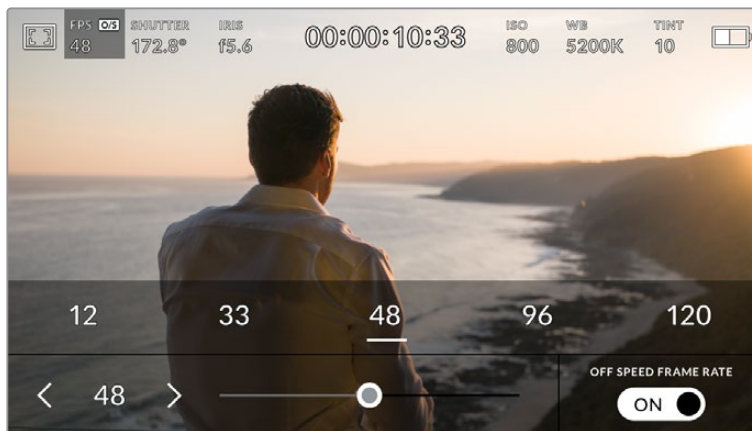 FPS O/S SHUTTER IRIS 00:00:10:33 ISO WB TINT
48 172.8° f5.6 800 5200K 10
12 33 48 96 120
OFF SPEED FRAME RATE
< 48 > ON